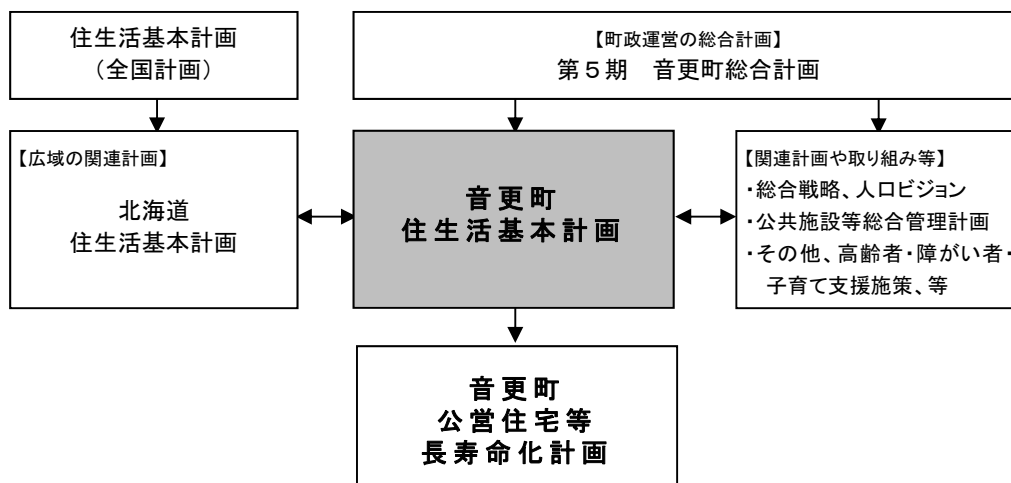 住生活基本計画
（全国計画）
【町政運営の総合計画】
第５期　音更町総合計画
【広域の関連計画】
北海道
住生活基本計画
音更町
住生活基本計画
【関連計画や取り組み等】
・総合戦略、人口ビジョン
・公共施設等総合管理計画
・その他、高齢者・障がい者・
子育て支援施策、等
音更町
公営住宅等
長寿命化計画